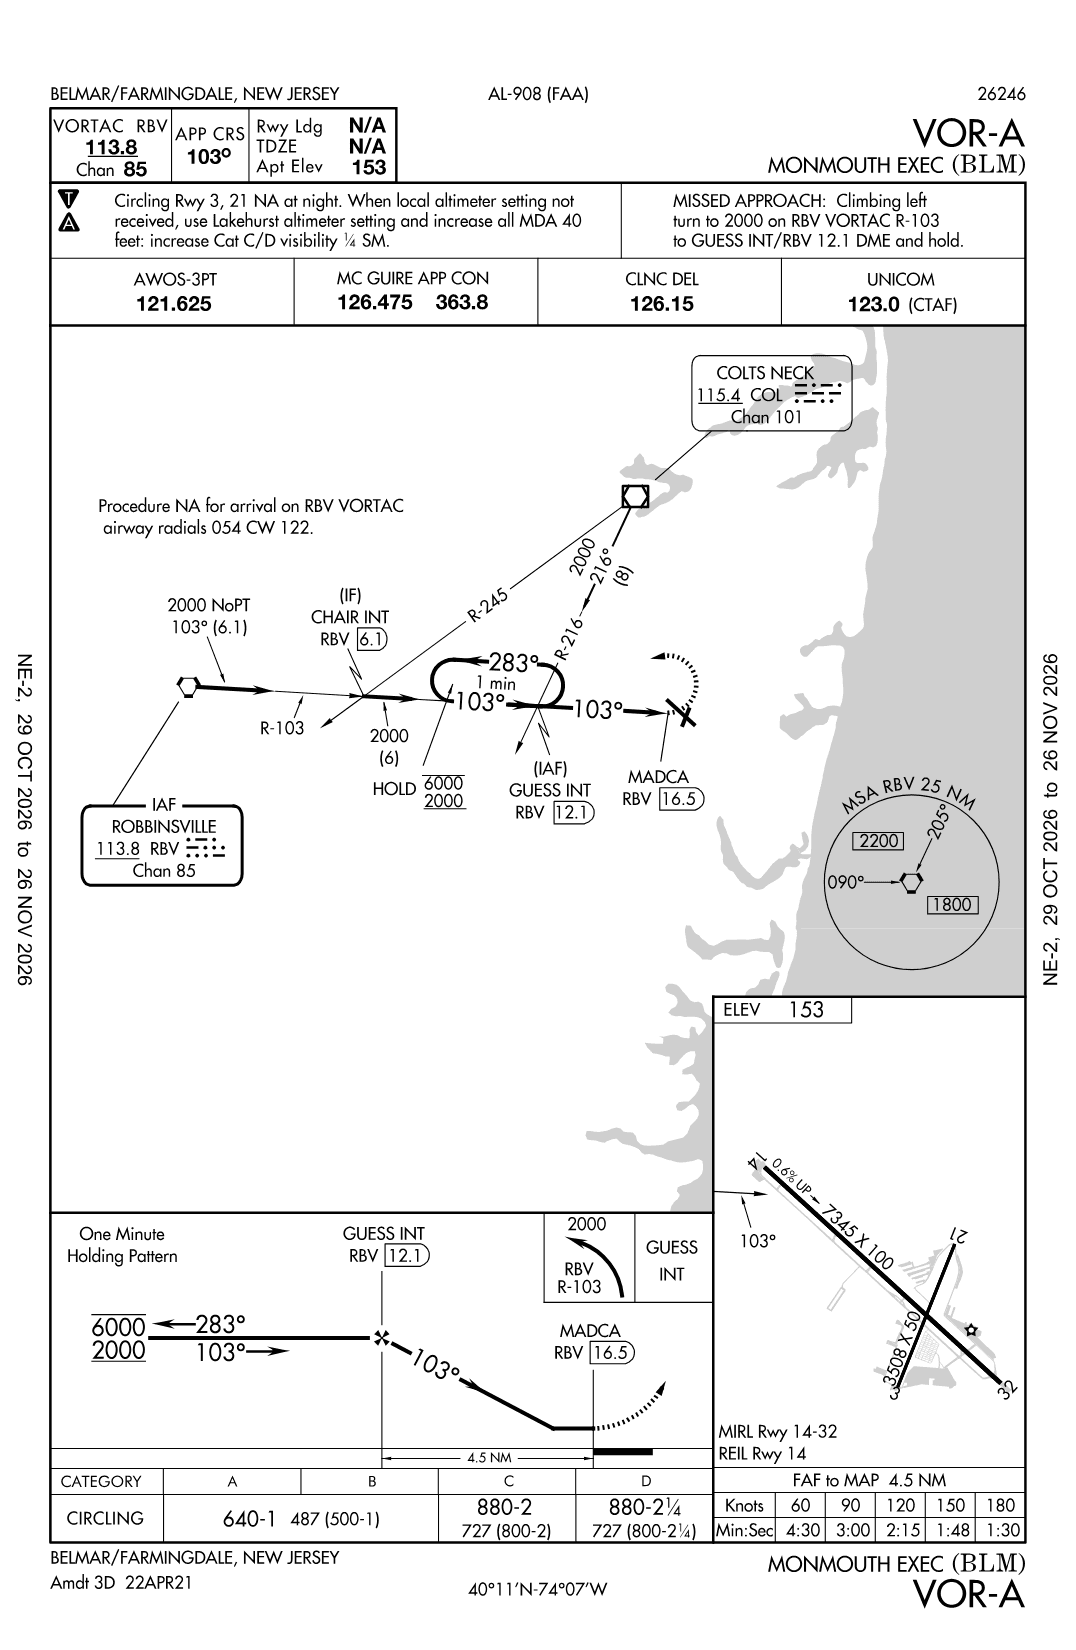 BELMAR/FARMINGDALE, NEW JERSEY
AL-908 (FAA)
26246
VORTAC RBV
113.8
Chan 85
APP CRS
103°
Rwy Ldg N/A
TDZE N/A
Apt Elev 153
VOR-A
MONMOUTH EXEC (BLM)
T
A
Circling Rwy 3, 21 NA at night. When local altimeter setting not
received, use Lakehurst altimeter setting and increase all MDA 40
feet: increase Cat C/D visibility ¼ SM.
MISSED APPROACH: Climbing left
turn to 2000 on RBV VORTAC R-103
to GUESS INT/RBV 12.1 DME and hold.
AWOS-3PT
121.625
MC GUIRE APP CON
126.475 363.8
CLNC DEL
126.15
UNICOM
123.0 (CTAF)
COLTS NECK
115.4 COL
Chan 101
Procedure NA for arrival on RBV VORTAC
airway radials 054 CW 122.
2000
216°
(8)
R-245
R-216
(IF)
CHAIR INT
RBV 6.1
2000 NoPT
103° (6.1)
283°
1 min
103°
103°
R-103
2000
(6)
HOLD 6000
2000
(IAF)
GUESS INT
RBV 12.1
MADCA
RBV 16.5
IAF
ROBBINSVILLE
113.8 RBV
Chan 85
MSA RBV 25 NM
205°
2200
090°
1800
NE-2, 29 OCT 2026 to 26 NOV 2026
NE-2, 29 OCT 2026 to 26 NOV 2026
ELEV 153
14
0.6% UP
7345 X 100
103°
21
3508 X 50
3
32
MIRL Rwy 14-32
REIL Rwy 14
One Minute
Holding Pattern
GUESS INT
RBV 12.1
2000
RBV
R-103
GUESS
INT
6000
2000
283°
103°
103°
MADCA
RBV 16.5
4.5 NM
CATEGORY A B C D
CIRCLING 640-1 487 (500-1) 880-2 727 (800-2) 880-2¼ 727 (800-2¼)
FAF to MAP 4.5 NM
Knots 60 90 120 150 180
Min:Sec 4:30 3:00 2:15 1:48 1:30
BELMAR/FARMINGDALE, NEW JERSEY
Amdt 3D 22APR21
40°11'N-74°07'W
MONMOUTH EXEC (BLM)
VOR-A